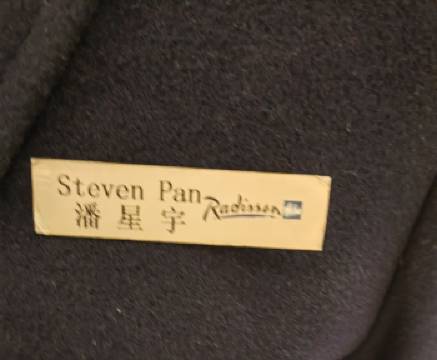 Steven Pan
潘星宇
Radisson